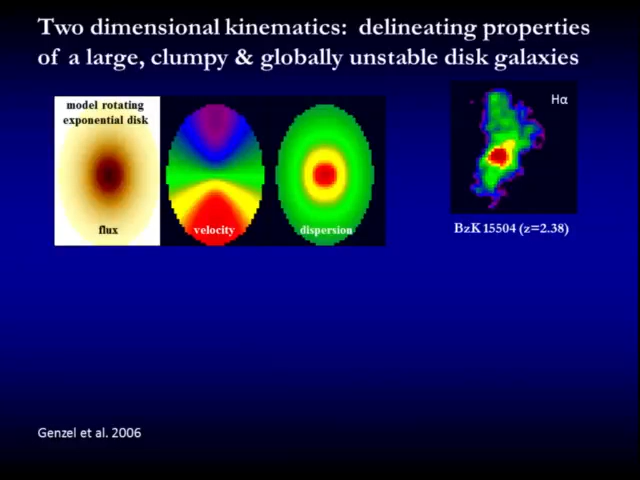 Two dimensional kinematics: delineating properties
of a large, clumpy & globally unstable disk galaxies
model rotating
exponential disk
flux
velocity
dispersion
Hα
BzK 15504 (z=2.38)
Genzel et al. 2006